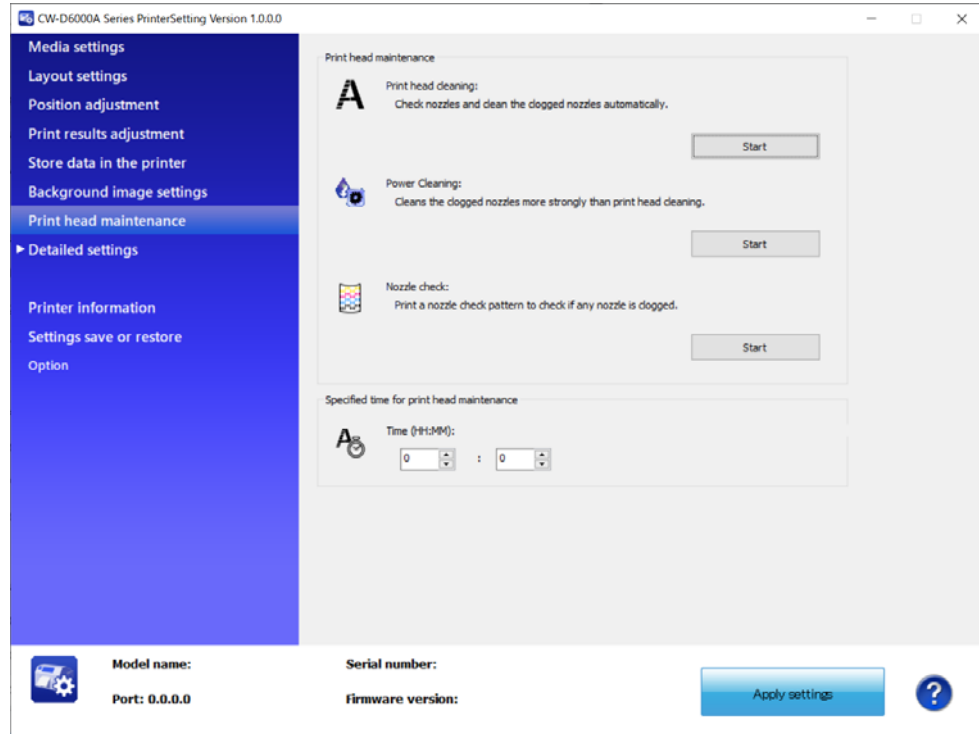 CW-D6000A Series PrinterSetting Version 1.0.0.0
Media settings
Layout settings
Position adjustment
Print results adjustment
Store data in the printer
Background image settings
Print head maintenance
Detailed settings
Printer information
Settings save or restore
Option
Print head maintenance
Print head cleaning:
Check nozzles and clean the clogged nozzles automatically.
Start
Power Cleaning:
Cleans the clogged nozzles more strongly than print head cleaning.
Start
Nozzle check:
Print a nozzle check pattern to check if any nozzle is clogged.
Start
Specified time for print head maintenance
Time (HH:MM):
0 : 0
Model name:
Serial number:
Port: 0.0.0.0
Firmware version:
Apply settings
?